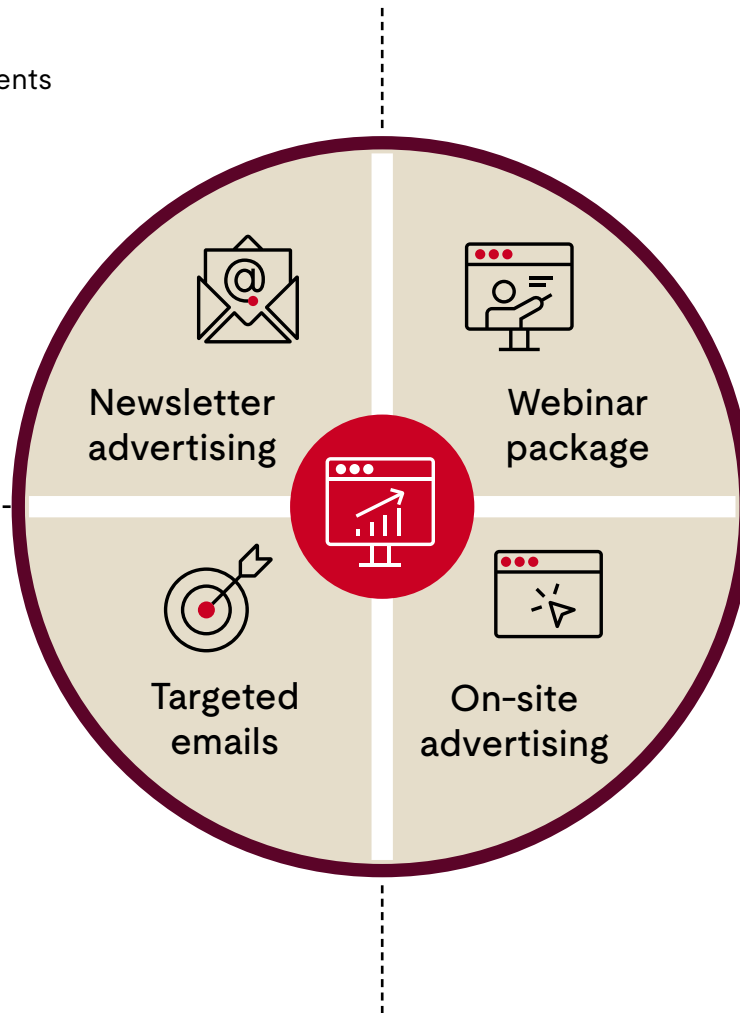 ents
Newsletter
advertising
Webinar
package
Targeted
emails
On-site
advertising